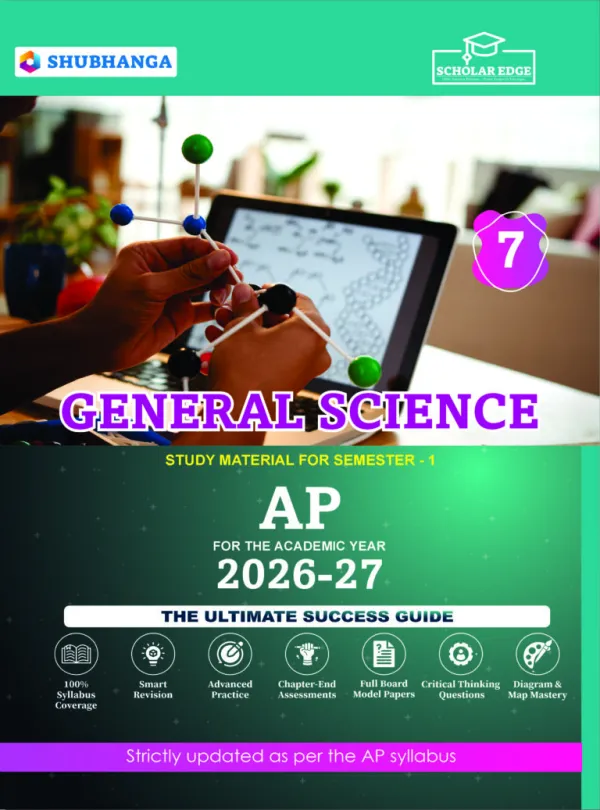 SHUBHANGA
SCHOLAR EDGE
7
GENERAL SCIENCE
STUDY MATERIAL FOR SEMESTER - 1
AP
FOR THE ACADEMIC YEAR
2026-27
THE ULTIMATE SUCCESS GUIDE
100%
Syllabus
Coverage
Smart
Revision
Advanced
Practice
Chapter-End
Assessments
Full Board
Model Papers
Critical Thinking
Questions
Diagram &
Map Mastery
Strictly updated as per the AP syllabus